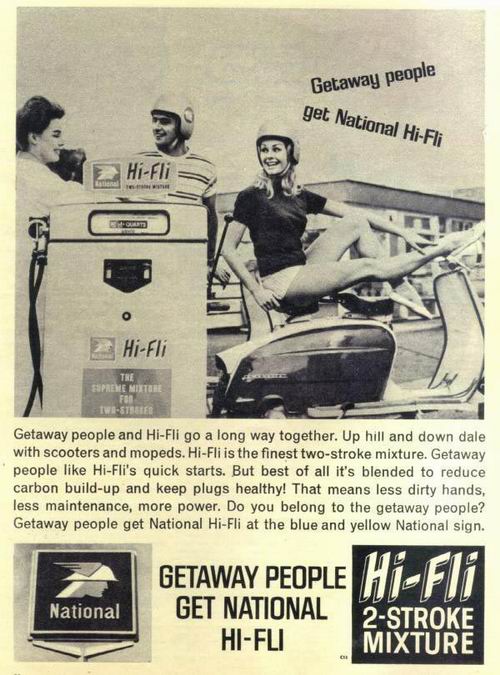 Getaway people
get National Hi-Fli
Hi-Fli
National
TWO-STROKE MIXTURE
QUARTS
Hi-Fli
National
THE
SUPREME MIXTURE
FOR
TWO-STROKES
Getaway people and Hi-Fli go a long way together. Up hill and down dale
with scooters and mopeds. Hi-Fli is the finest two-stroke mixture. Getaway
people like Hi-Fli's quick starts. But best of all it's blended to reduce
carbon build-up and keep plugs healthy! That means less dirty hands,
less maintenance, more power. Do you belong to the getaway people?
Getaway people get National Hi-Fli at the blue and yellow National sign.
National
GETAWAY PEOPLE
GET NATIONAL
HI-FLI
Hi-Fli
2-STROKE
MIXTURE